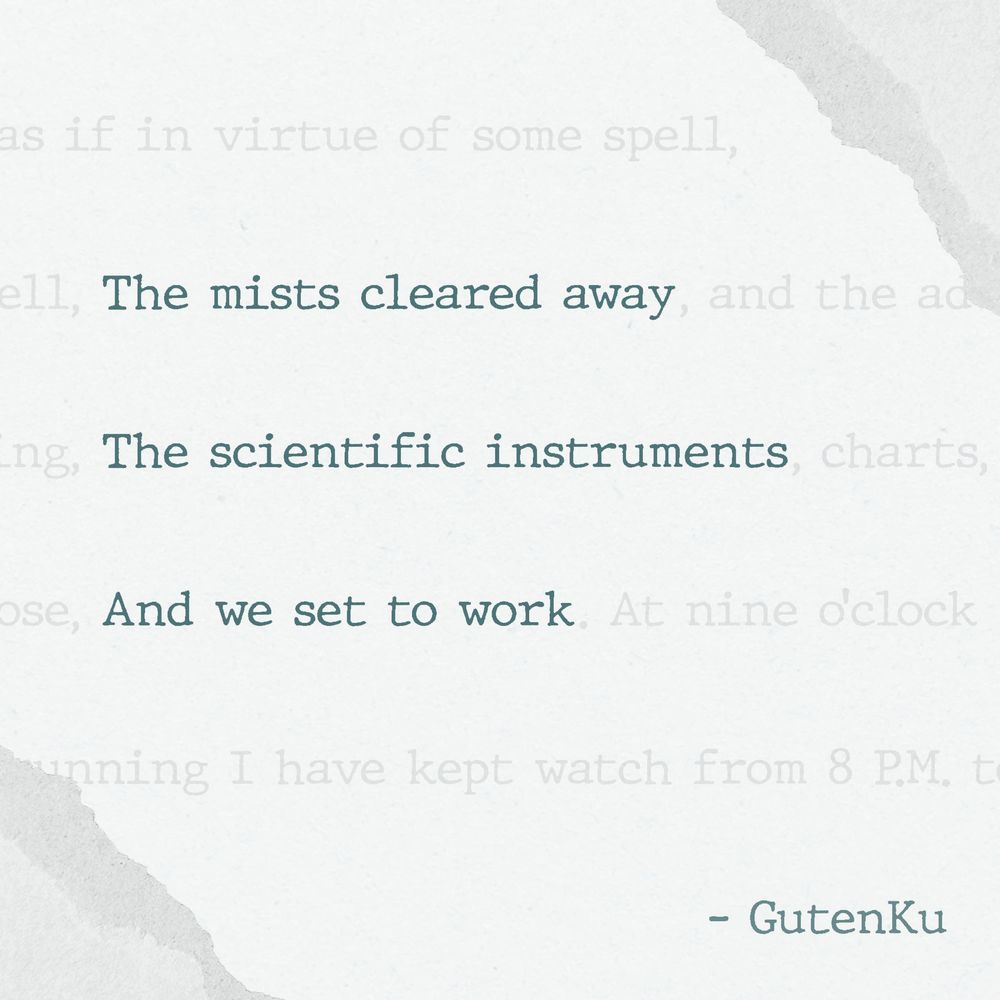 as if in virtue of some spell,
ell, The mists cleared away, and the ad
ing, The scientific instruments, charts,
ose, And we set to work. At nine o'clock
unning I have kept watch from 8 P.M. to
- GutenKu